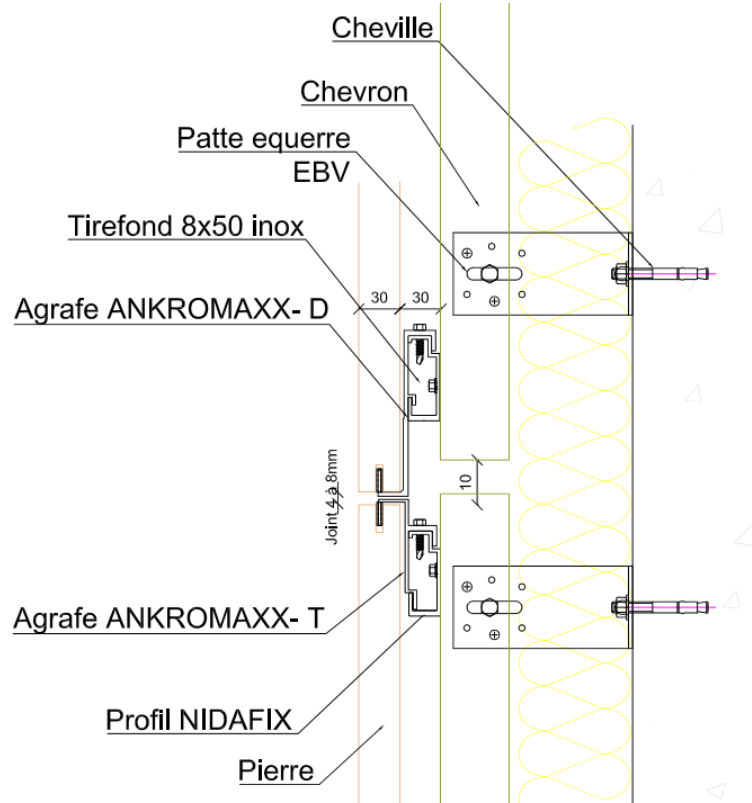 Cheville
Chevron
Patte equerre
EBV
Tirefond 8x50 inox
30 30
Agrafe ANKROMAXX- D
Joint 4 à 8mm
10
Agrafe ANKROMAXX- T
Profil NIDAFIX
Pierre